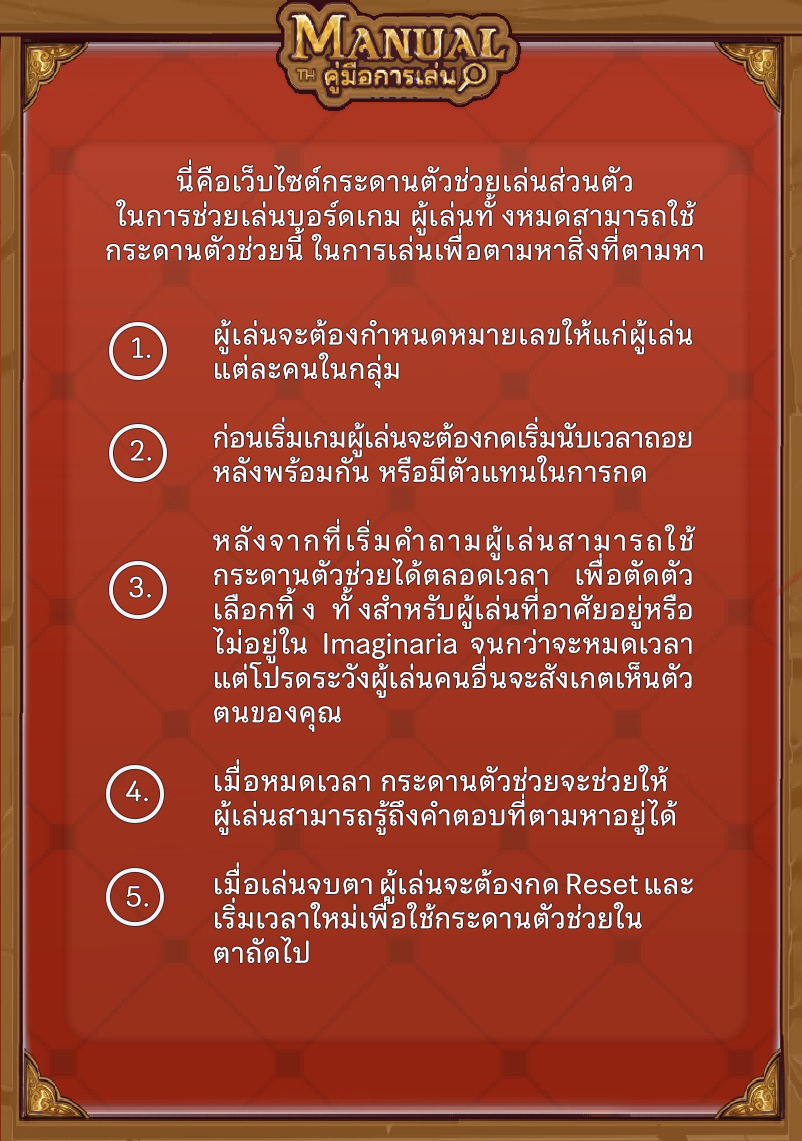 MANUAL
TH คู่มือการเล่น
นี่คือเว็บไซต์กระดานตัวช่วยเล่นส่วนตัว
ในการช่วยเล่นบอร์ดเกม ผู้เล่นทั้งหมดสามารถใช้
กระดานตัวช่วยนี้ ในการเล่นเพื่อตามหาสิ่งที่ตามหา
1. ผู้เล่นจะต้องกำหนดหมายเลขให้แก่ผู้เล่น
แต่ละคนในกลุ่ม
2. ก่อนเริ่มเกมผู้เล่นจะต้องกดเริ่มนับเวลาถอย
หลังพร้อมกัน หรือมีตัวแทนในการกด
3. หลังจากที่เริ่มคำถามผู้เล่นสามารถใช้
กระดานตัวช่วยได้ตลอดเวลา เพื่อตัดตัว
เลือกทิ้ง ทั้งสำหรับผู้เล่นที่อาศัยอยู่หรือ
ไม่อยู่ใน Imaginaria จนกว่าจะหมดเวลา
แต่โปรดระวังผู้เล่นคนอื่นจะสังเกตเห็นตัว
ตนของคุณ
4. เมื่อหมดเวลา กระดานตัวช่วยจะช่วยให้
ผู้เล่นสามารถรู้ถึงคำตอบที่ตามหาอยู่ได้
5. เมื่อเล่นจบตา ผู้เล่นจะต้องกด Reset และ
เริ่มเวลาใหม่เพื่อใช้กระดานตัวช่วยใน
ตาถัดไป